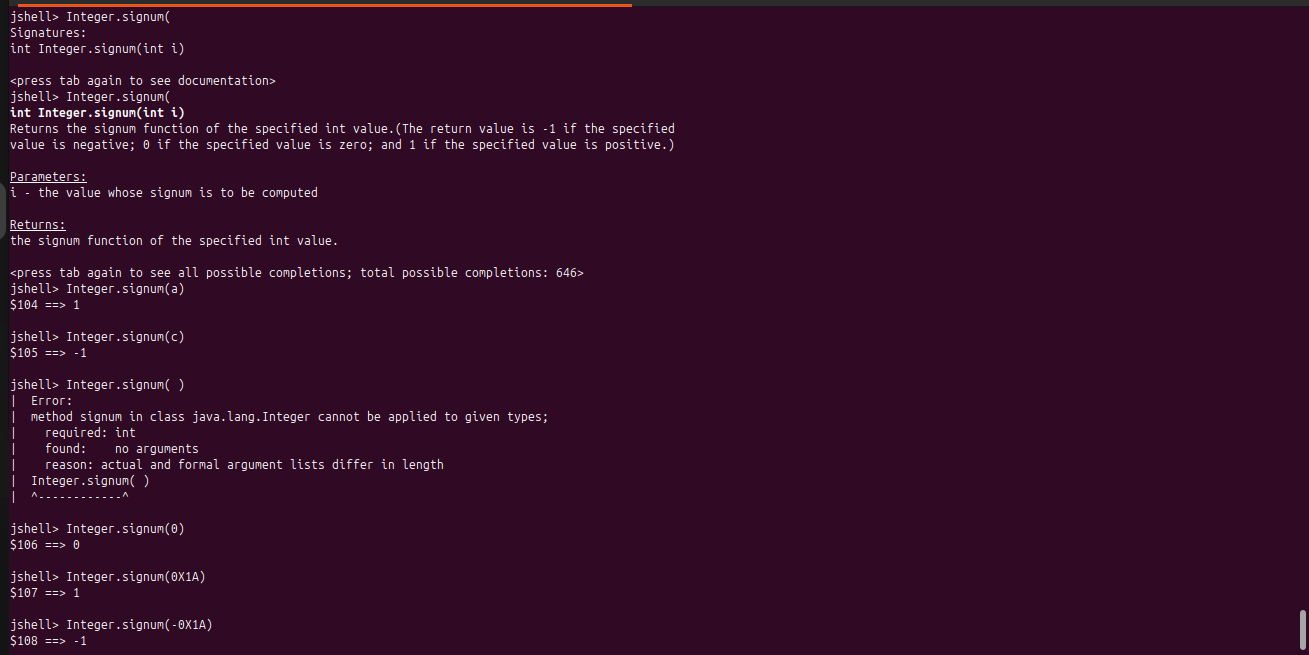 jshell> Integer.signum(
Signatures:
int Integer.signum(int i)
<press tab again to see documentation>
jshell> Integer.signum(
int Integer.signum(int i)
Returns the signum function of the specified int value.(The return value is -1 if the specified
value is negative; 0 if the specified value is zero; and 1 if the specified value is positive.)
Parameters:
i - the value whose signum is to be computed
Returns:
the signum function of the specified int value.
<press tab again to see all possible completions; total possible completions: 646>
jshell> Integer.signum(a)
$104 ==> 1
jshell> Integer.signum(c)
$105 ==> -1
jshell> Integer.signum( )
|  Error:
|  method signum in class java.lang.Integer cannot be applied to given types;
|    required: int
|    found:    no arguments
|    reason: actual and formal argument lists differ in length
|  Integer.signum( )
|  ^------------^
jshell> Integer.signum(0)
$106 ==> 0
jshell> Integer.signum(0X1A)
$107 ==> 1
jshell> Integer.signum(-0X1A)
$108 ==> -1